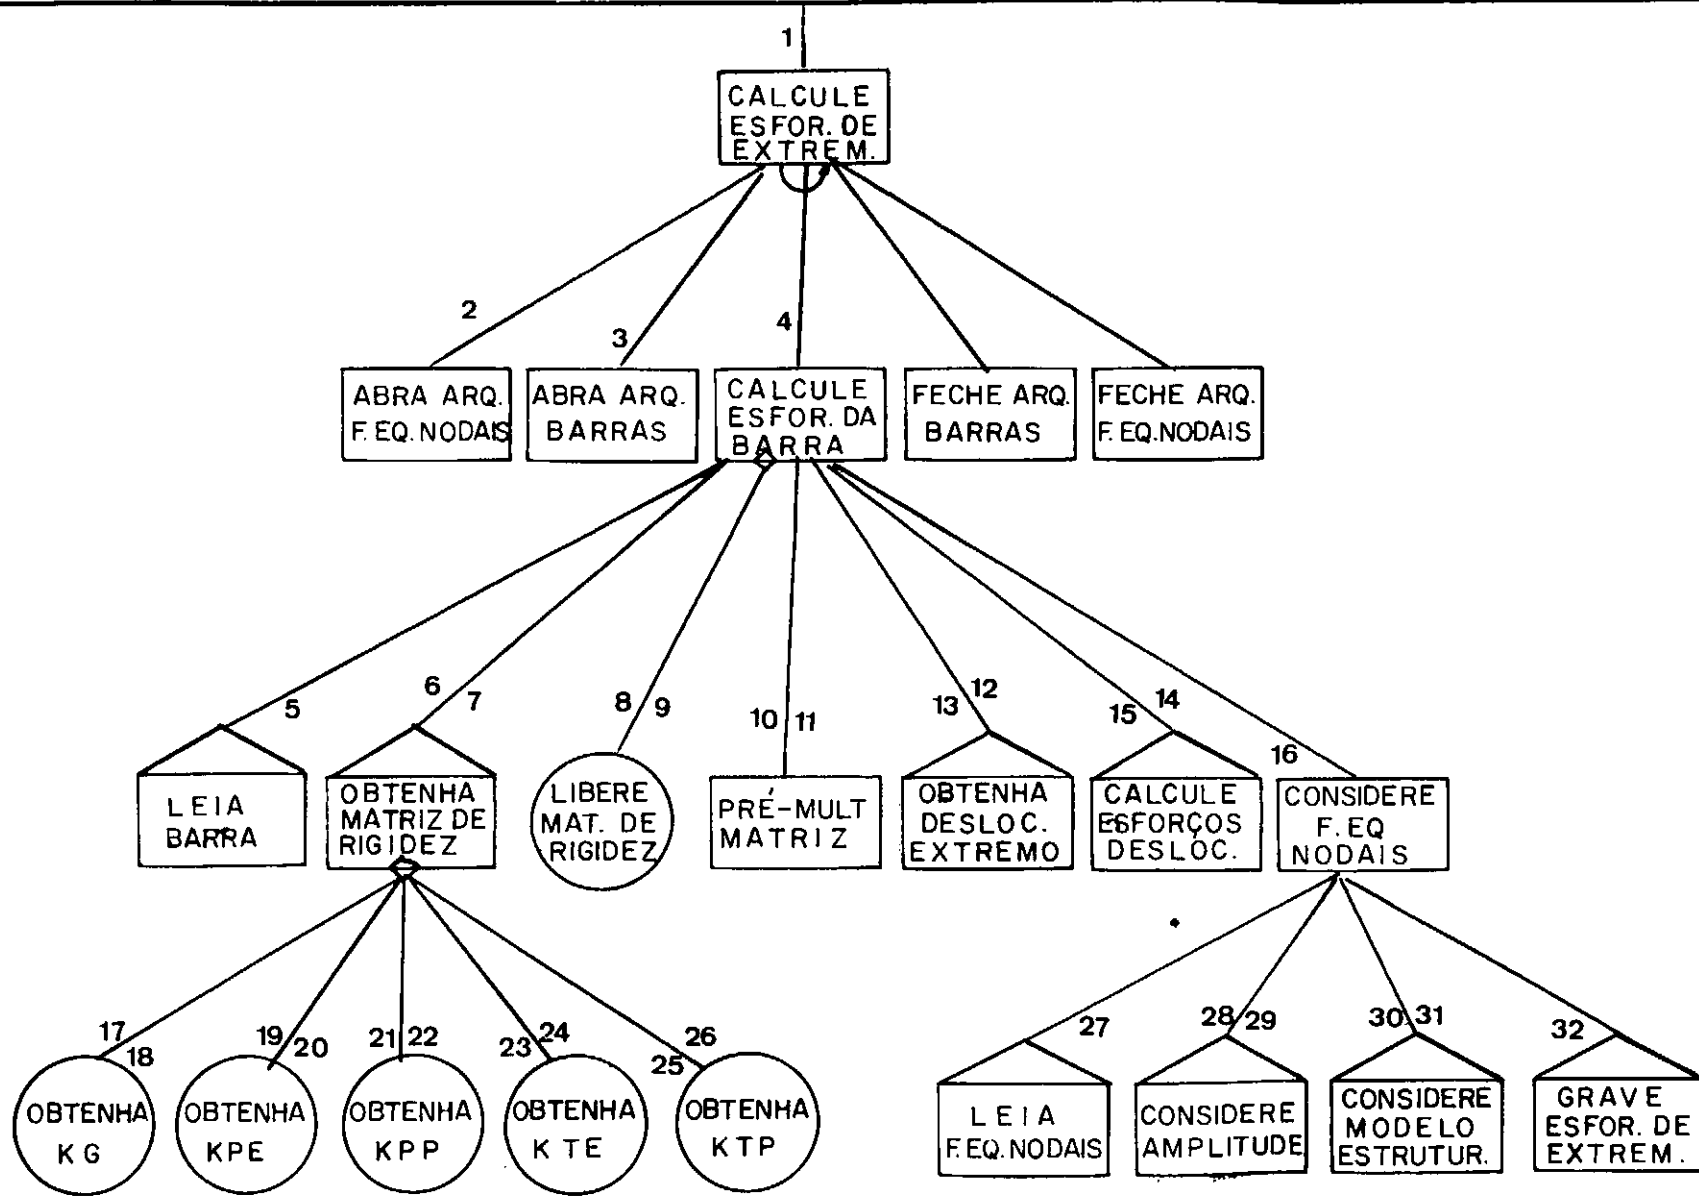 1
CALCULE
ESFOR. DE
EXTREM.
2
3
4
ABRA ARQ.
F. EQ. NODAIS
ABRA ARQ.
BARRAS
CALCULE
ESFOR. DA
BARRA
FECHE ARQ.
BARRAS
FECHE ARQ.
F. EQ. NODAIS
5
6
7
8
9
10
11
13
12
15
14
16
LEIA
BARRA
OBTENHA
MATRIZ DE
RIGIDEZ
LIBERE
MAT. DE
RIGIDEZ
PRÉ-MULT
MATRIZ
OBTENHA
DESLOC.
EXTREMO
CALCULE
ESFORÇOS
DESLOC.
CONSIDERE
F. EQ
NODAIS
17
18
19
20
21
22
23
24
25
26
27
28
29
30
31
32
OBTENHA
KG
OBTENHA
KPE
OBTENHA
KPP
OBTENHA
KTE
OBTENHA
KTP
LEIA
F. EQ. NODAIS
CONSIDERE
AMPLITUDE
CONSIDERE
MODELO
ESTRUTUR.
GRAVE
ESFOR. DE
EXTREM.